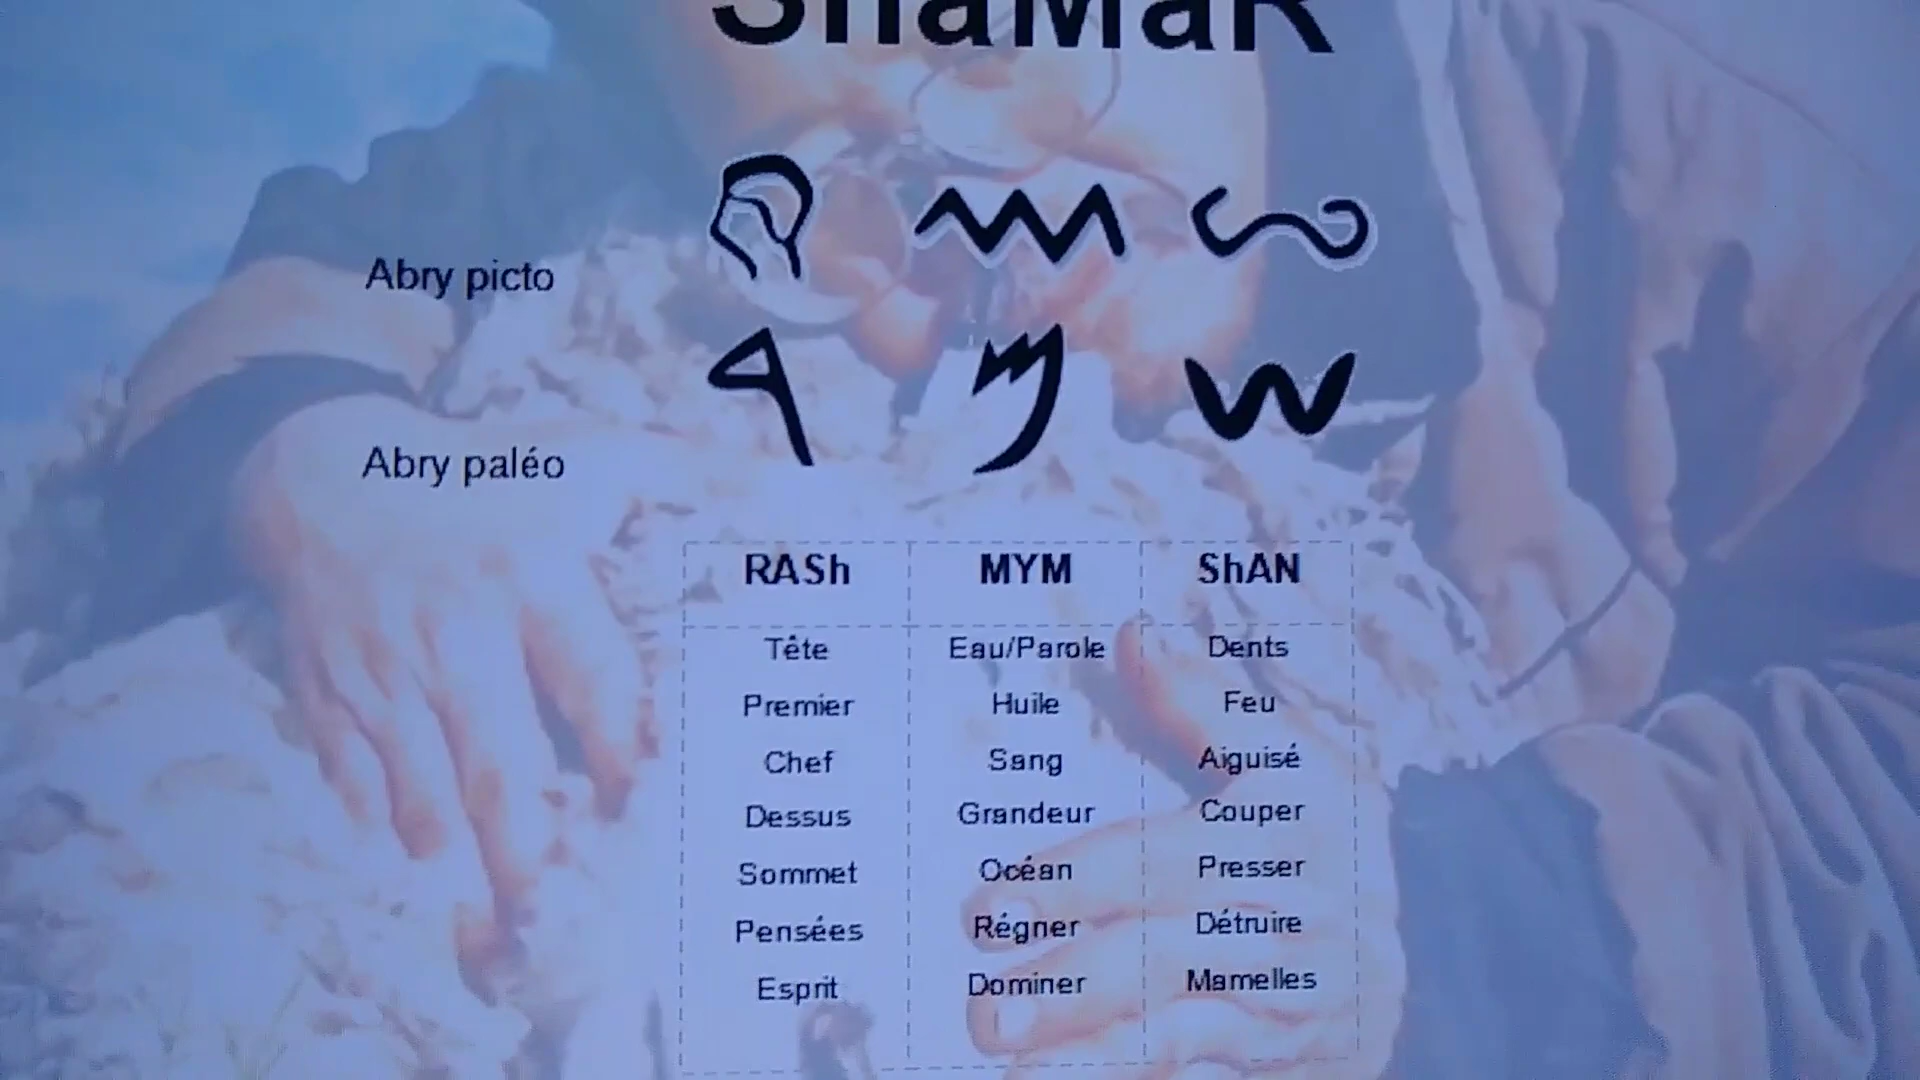 ShaMaR
Abry picto
Abry paléo
RASh MYM ShAN
Tête Eau/Parole Dents
Premier Huile Feu
Chef Sang Aiguisé
Dessus Grandeur Couper
Sommet Océan Presser
Pensées Régner Détruire
Esprit Dominer Mamelles